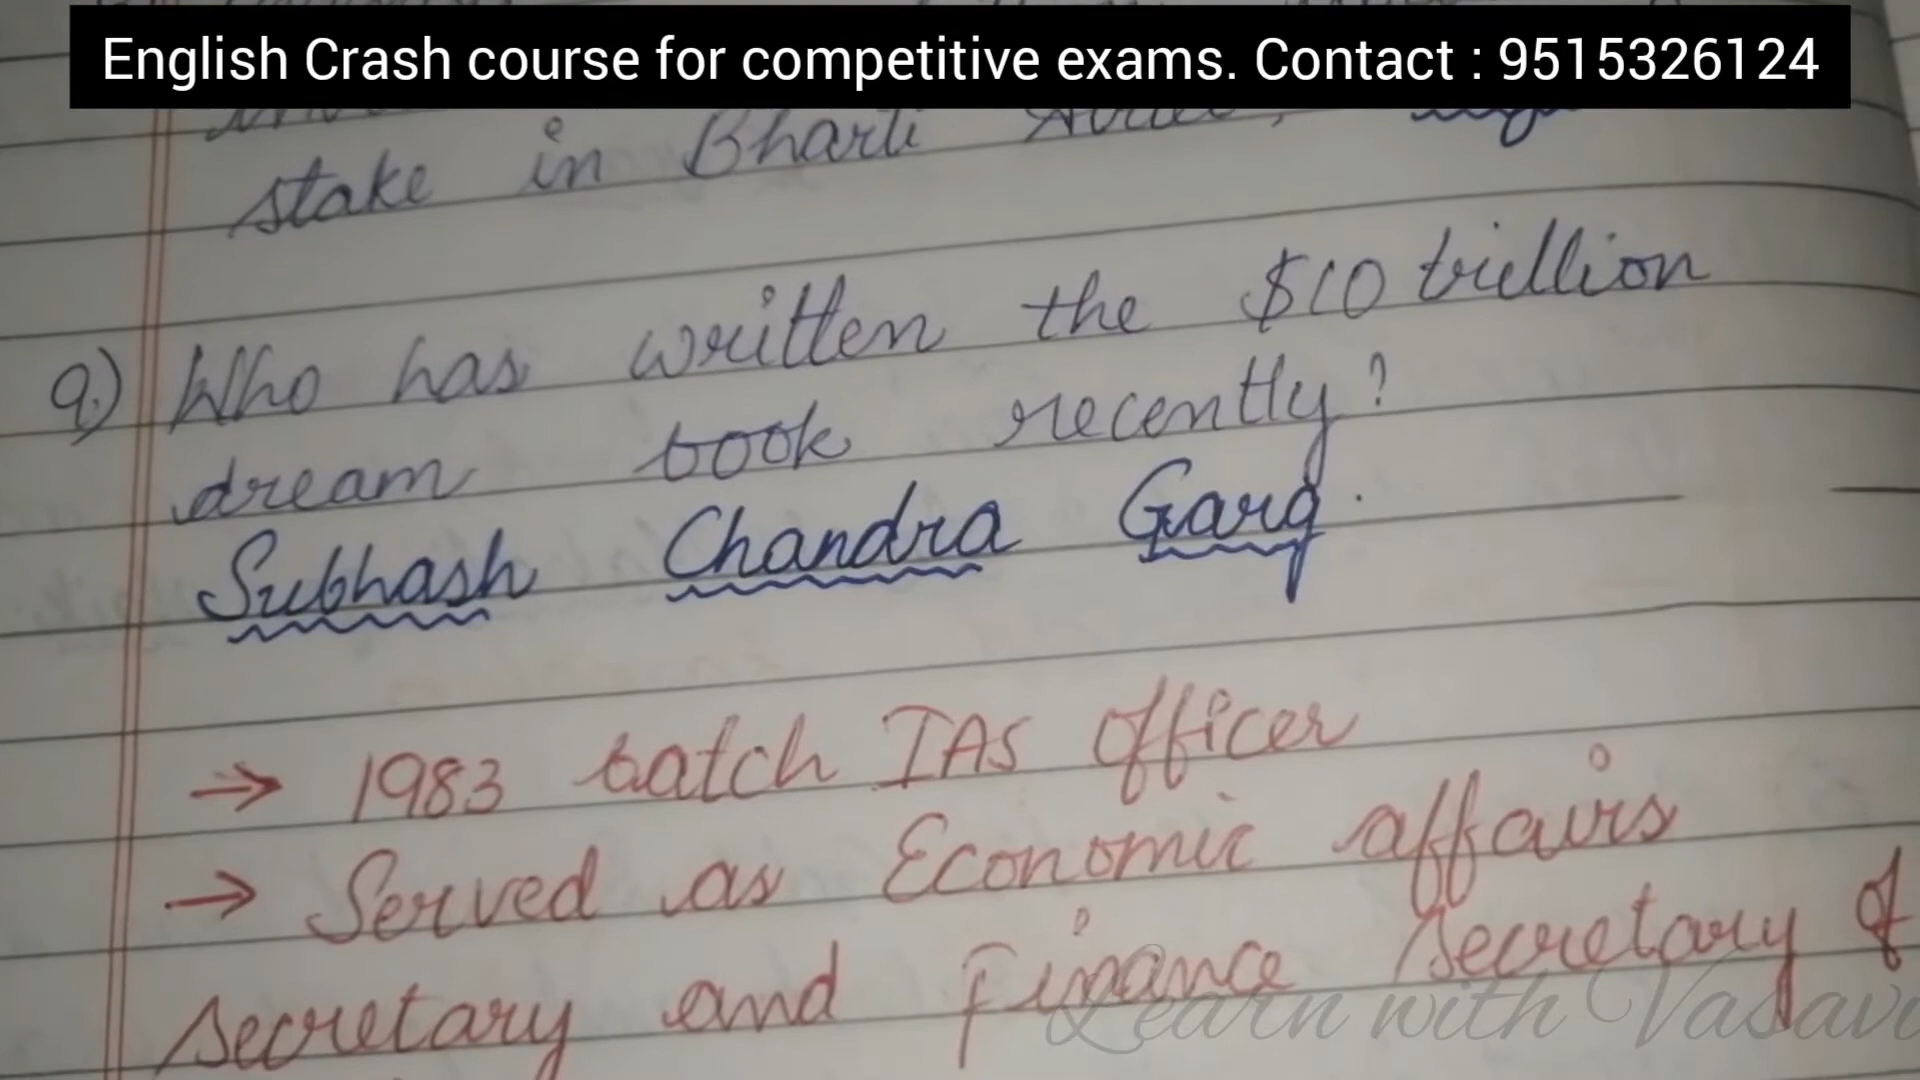 English Crash course for competitive exams. Contact : 9515326124
stake in Bharti
9.) Who has written the $10 trillion
dream book recently?
Subhash Chandra Garg.
→ 1983 batch IAS Officer
→ Served as Economic affairs
secretary and Finance secretary of
Learn with Vasavi